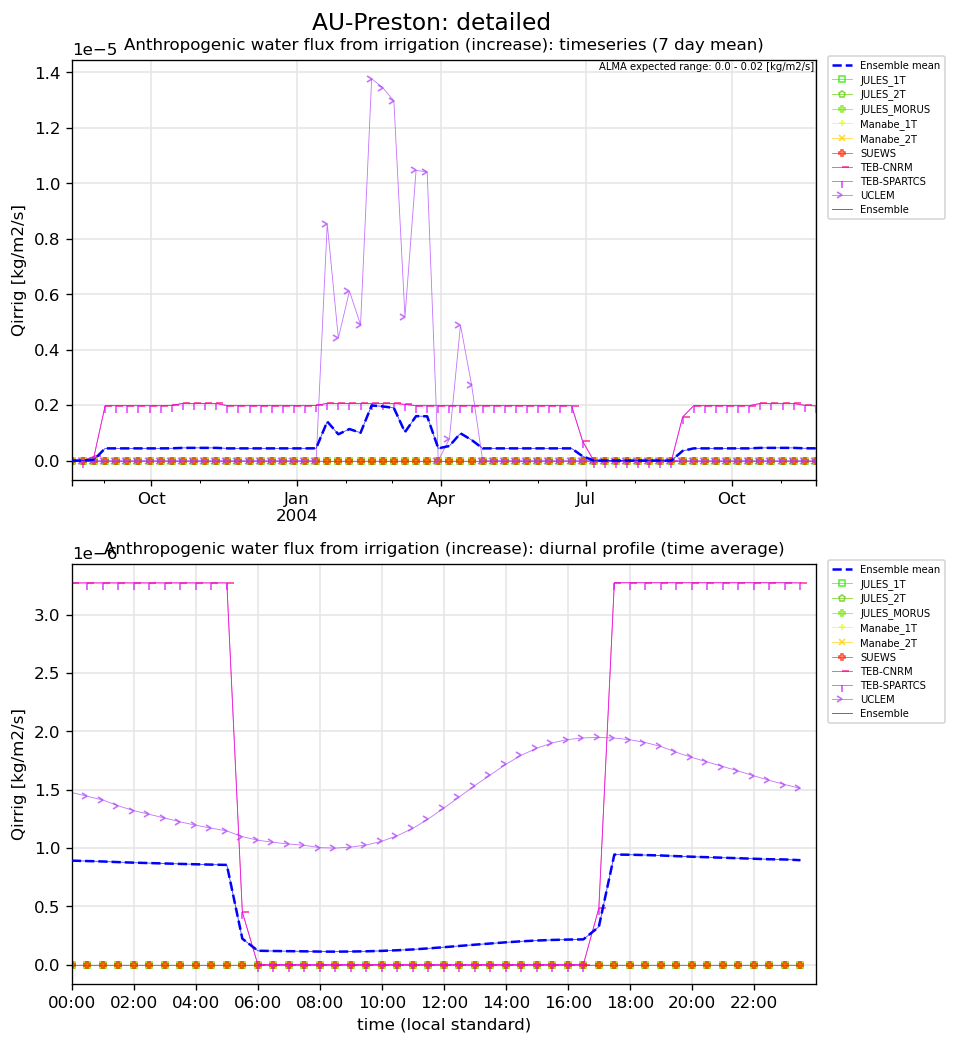 AU-Preston: detailed
1e−5
Anthropogenic water flux from irrigation (increase): timeseries (7 day mean)
ALMA expected range: 0.0 - 0.02 [kg/m2/s]
1.4
1.2
1.0
0.8
0.6
0.4
0.2
0.0
Qirrig [kg/m2/s]
Oct
Jan
2004
Apr
Jul
Oct
Ensemble mean
JULES_1T
JULES_2T
JULES_MORUS
Manabe_1T
Manabe_2T
SUEWS
TEB-CNRM
TEB-SPARTCS
UCLEM
Ensemble
1e−6
Anthropogenic water flux from irrigation (increase): diurnal profile (time average)
3.0
2.5
2.0
1.5
1.0
0.5
0.0
Qirrig [kg/m2/s]
00:00
02:00
04:00
06:00
08:00
10:00
12:00
14:00
16:00
18:00
20:00
22:00
time (local standard)
Ensemble mean
JULES_1T
JULES_2T
JULES_MORUS
Manabe_1T
Manabe_2T
SUEWS
TEB-CNRM
TEB-SPARTCS
UCLEM
Ensemble